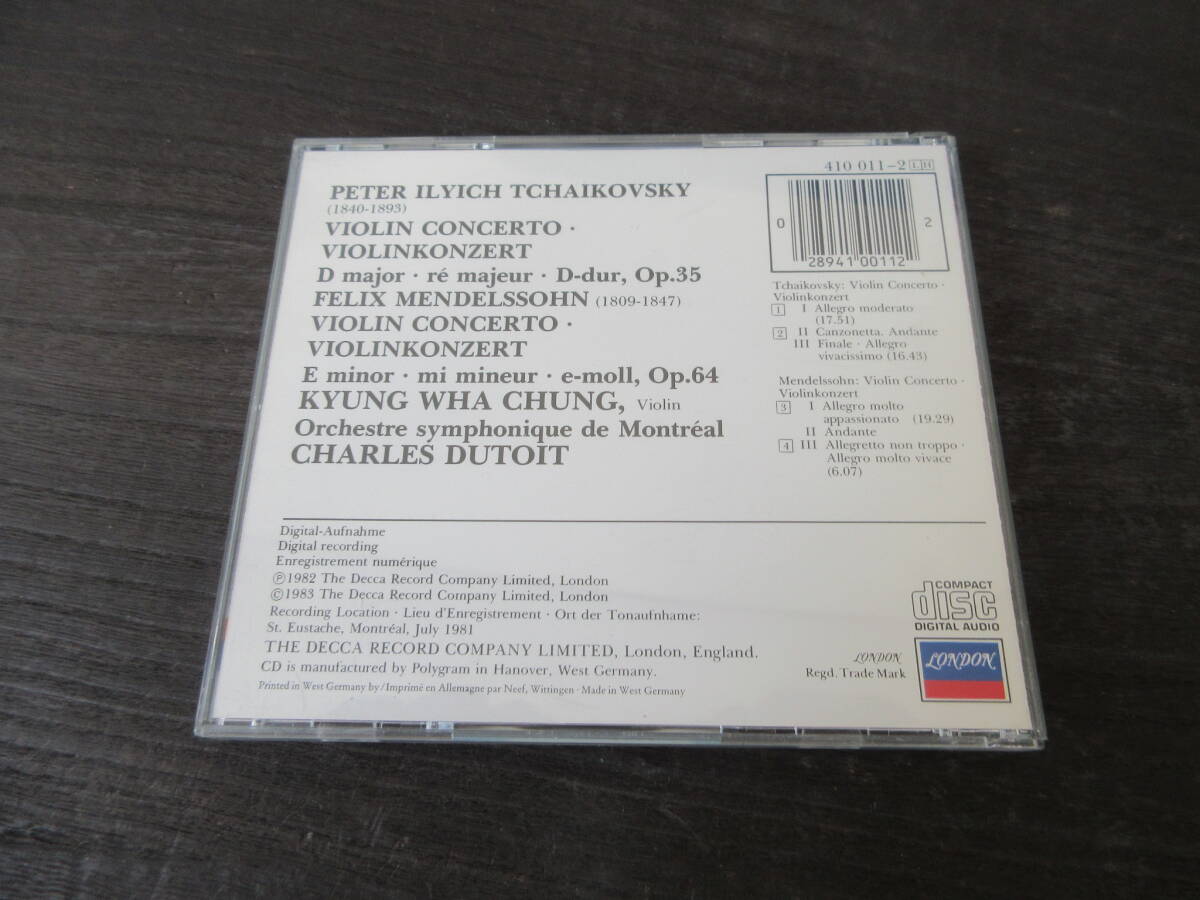 PETER ILYICH TCHAIKOVSKY
(1840-1893)
VIOLIN CONCERTO ·
VIOLINKONZERT
D major · ré majeur · D-dur, Op.35
FELIX MENDELSSOHN (1809-1847)
VIOLIN CONCERTO ·
VIOLINKONZERT
E minor · mi mineur · e-moll, Op.64
KYUNG WHA CHUNG, Violin
Orchestre symphonique de Montréal
CHARLES DUTOIT
410 011-2 LH
0 28941 00112 2
Tchaikovsky: Violin Concerto ·
Violinkonzert
1 I Allegro moderato
(17.51)
2 II Canzonetta. Andante
III Finale · Allegro
vivacissimo (16.43)
Mendelssohn: Violin Concerto ·
Violinkonzert
3 I Allegro molto
appassionato (19.29)
II Andante
4 III Allegretto non troppo ·
Allegro molto vivace
(6.07)
Digital-Aufnahme
Digital recording
Enregistrement numérique
Ⓟ1982 The Decca Record Company Limited, London
©1983 The Decca Record Company Limited, London
Recording Location · Lieu d'Enregistrement · Ort der Tonaufnhame:
St. Eustache, Montréal, July 1981
THE DECCA RECORD COMPANY LIMITED, London, England.
CD is manufactured by Polygram in Hanover, West Germany.
Printed in West Germany by/Imprimé en Allemagne par Neef, Wittingen · Made in West Germany
COMPACT
disc
DIGITAL AUDIO
LONDON
Regd. Trade Mark
LONDON